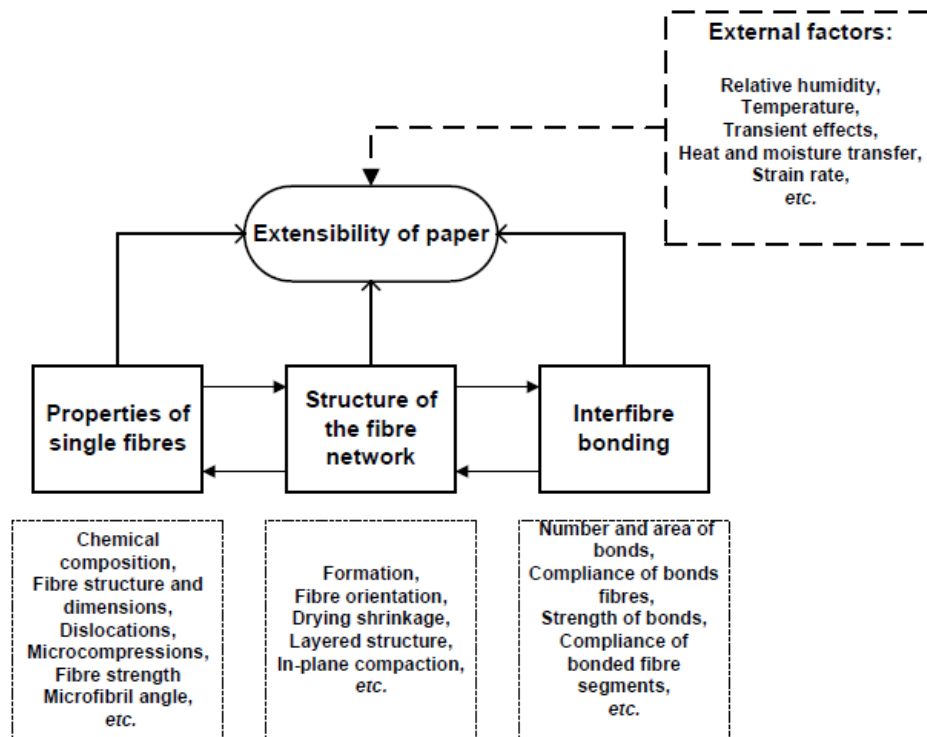 External factors:
Relative humidity,
Temperature,
Transient effects,
Heat and moisture transfer,
Strain rate,
etc.
Extensibility of paper
Properties of
single fibres
Structure of
the fibre
network
Interfibre
bonding
Chemical
composition,
Fibre structure and
dimensions,
Dislocations,
Microcompressions,
Fibre strength
Microfibril angle,
etc.
Formation,
Fibre orientation,
Drying shrinkage,
Layered structure,
In-plane compaction,
etc.
Number and area of
bonds,
Compliance of bonds
fibres,
Strength of bonds,
Compliance of
bonded fibre
segments,
etc.